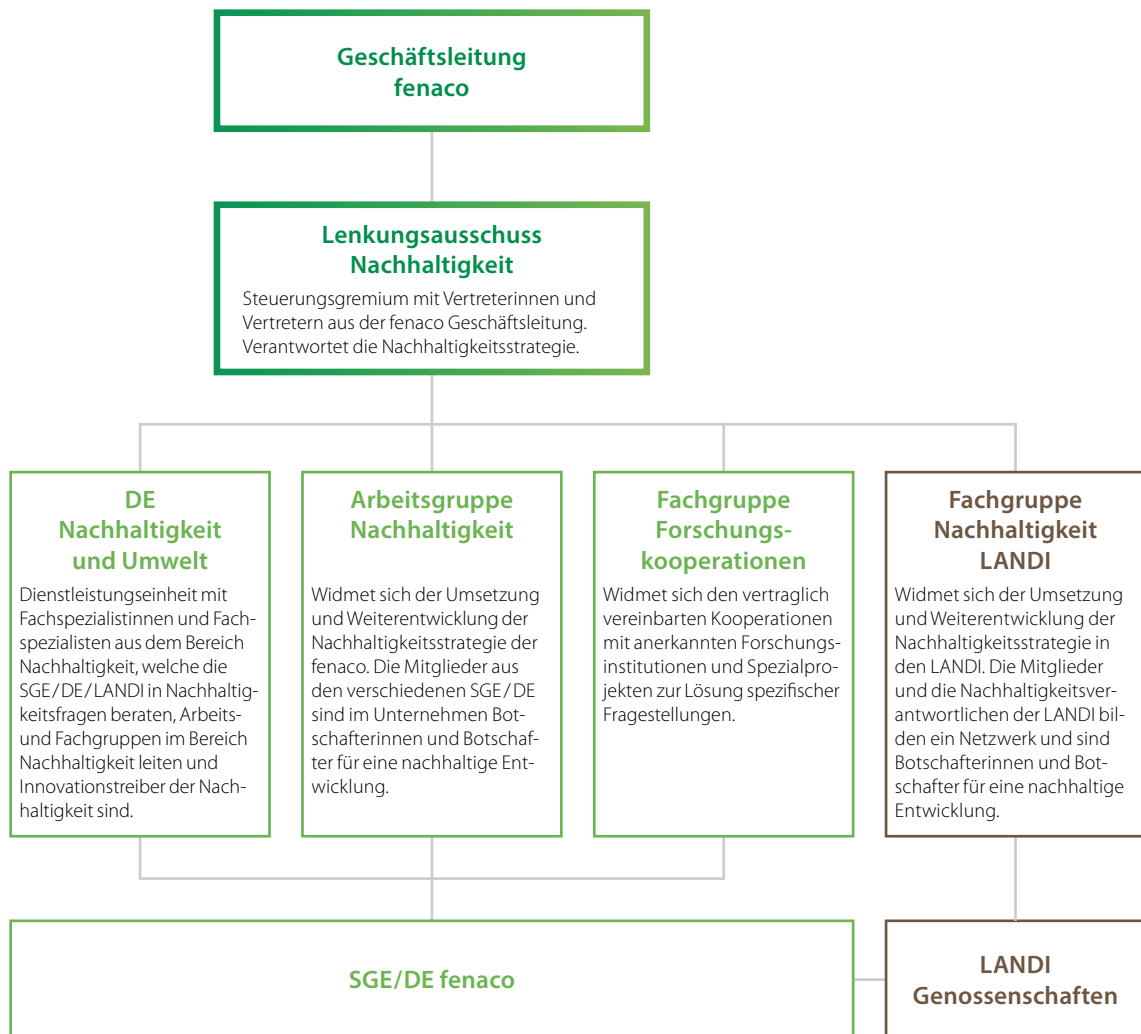 Geschäftsleitung
fenaco
Lenkungsausschuss
Nachhaltigkeit
Steuerungsgremium mit Vertreterinnen und
Vertretern aus der fenaco Geschäftsleitung.
Verantwortet die Nachhaltigkeitsstrategie.
DE
Nachhaltigkeit
und Umwelt
Dienstleistungseinheit mit
Fachspezialistinnen und Fach-
spezialisten aus dem Bereich
Nachhaltigkeit, welche die
SGE/DE/LANDI in Nachhaltig-
keitsfragen beraten, Arbeits-
und Fachgruppen im Bereich
Nachhaltigkeit leiten und
Innovationstreiber der Nach-
haltigkeit sind.
Arbeitsgruppe
Nachhaltigkeit
Widmet sich der Umsetzung
und Weiterentwicklung der
Nachhaltigkeitsstrategie der
fenaco. Die Mitglieder aus
den verschiedenen SGE/DE
sind im Unternehmen Bot-
schafterinnen und Botschaf-
ter für eine nachhaltige Ent-
wicklung.
Fachgruppe
Forschungs-
kooperationen
Widmet sich den vertraglich
vereinbarten Kooperationen
mit anerkannten Forschungs-
institutionen und Spezialpro-
jekten zur Lösung spezifischer
Fragestellungen.
Fachgruppe
Nachhaltigkeit
LANDI
Widmet sich der Umsetzung
und Weiterentwicklung der
Nachhaltigkeitsstrategie in
den LANDI. Die Mitglieder
und die Nachhaltigkeitsver-
antwortlichen der LANDI bil-
den ein Netzwerk und sind
Botschafterinnen und Bot-
schafter für eine nachhaltige
Entwicklung.
SGE/DE fenaco
LANDI
Genossenschaften